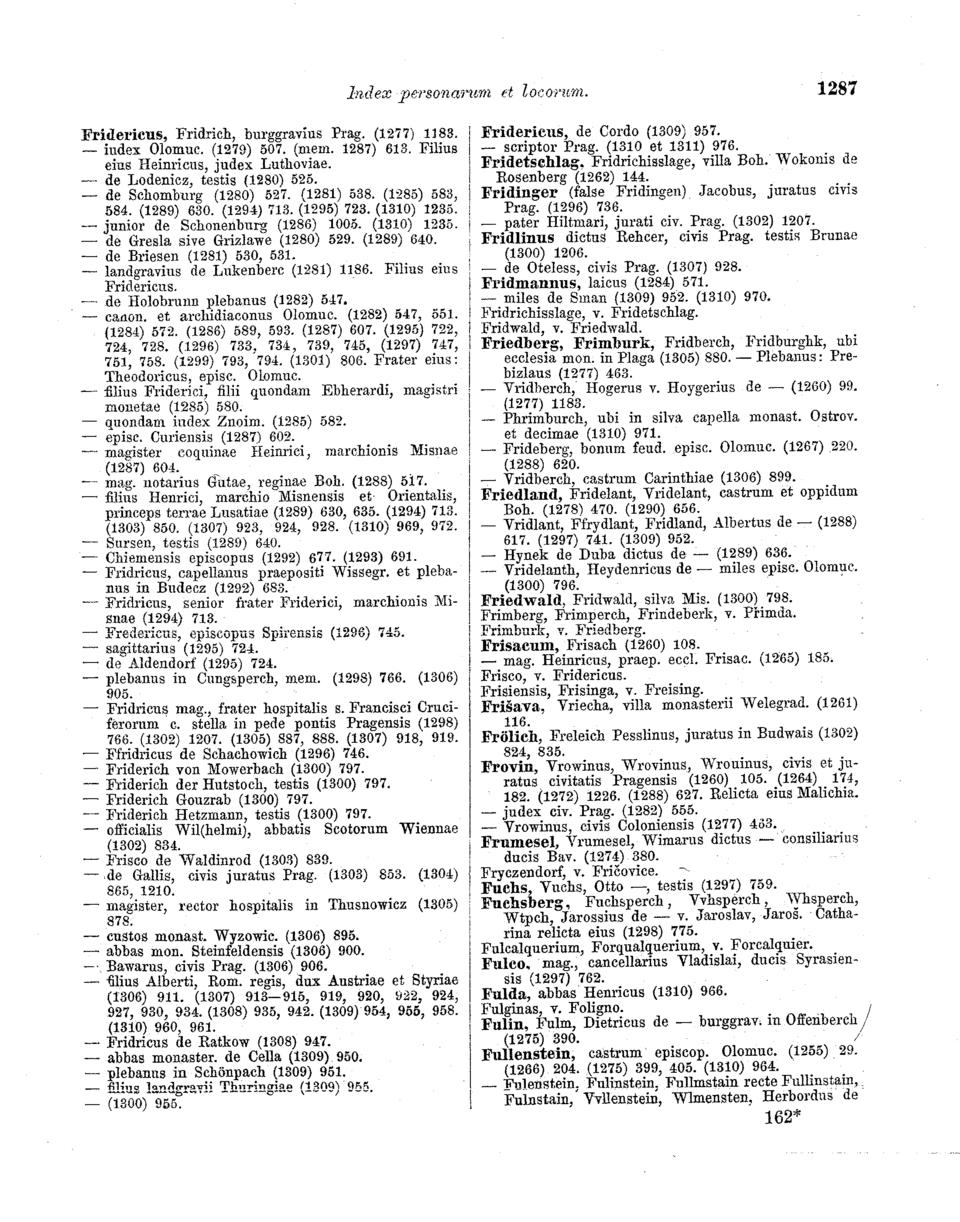 Index personarum et locorum.
1287
Fridericus, Fridrich, burggravius Prag. (1277) 1183.
— iudex Olomuc. (1279) 507. (mem. 1287) 613. Filius
eius Heinricus, judex Luthoviae.
— de Lodenicz, testis (1280) 525.
— de Schomburg (1280) 527. (1281) 538. (1285) 583,
584. (1289) 630. (1294) 713. (1295) 723. (1310) 1235.
— junior de Schonenburg (1286) 1005. (1310) 1235.
— de Gresla sive Grizlawe (1280) 529. (1289) 640.
— de Briesen (1281) 530, 531.
— landgravius de Lukenberc (1281) 1186. Filius eius
Fridericus.
— de Holobrunn plebanus (1282) 547.
— canon. et archidiaconus Olomuc. (1282) 547, 551.
(1284) 572. (1286) 589, 593. (1287) 607. (1295) 722,
724, 728. (1296) 733, 734, 739, 745, (1297) 747,
751, 758. (1299) 793, 794. (1301) 806. Frater eius:
Theodoricus, episc. Olomuc.
— filius Friderici, filii quondam Ebherardi, magistri
monetae (1285) 580.
— quondam iudex Znoim. (1285) 582.
— episc. Curiensis (1287) 602.
— magister coquinae Heinrici, marchionis Misnae
(1287) 604.
— mag. notarius Gutae, reginae Boh. (1288) 517.
— filius Henrici, marchio Misnensis et Orientalis,
princeps terrae Lusatiae (1289) 630, 635. (1294) 713.
(1303) 850. (1307) 923, 924, 928. (1310) 969, 972.
— Sursen, testis (1289) 640.
— Chiemensis episcopus (1292) 677. (1293) 691.
— Fridricus, capellanus praepositi Wissegr. et pleba-
nus in Budecz (1292) 683.
— Fridricus, senior frater Friderici, marchionis Mi-
snae (1294) 713.
— Fredericus, episcopus Spirensis (1296) 745.
— sagittarius (1295) 724.
— de Aldendorf (1295) 724.
— plebanus in Cungsperch, mem. (1298) 766. (1306)
905.
— Fridricus mag., frater hospitalis s. Francisci Cruci-
ferorum c. stella in pede pontis Pragensis (1298)
766. (1302) 1207. (1305) 887, 888. (1307) 918, 919.
— Ffridricus de Schachowich (1296) 746.
— Friderich von Mowerbach (1300) 797.
— Friderich der Hutstoch, testis (1300) 797.
— Friderich Gouzrab (1300) 797.
— Friderich Hetzmann, testis (1300) 797.
— officialis Wil(helmi), abbatis Scotorum Wiennae
(1302) 834.
— Frisco de Waldinrod (1303) 839.
— de Gallis, civis juratus Prag. (1303) 853. (1304)
865, 1210.
— magister, rector hospitalis in Thusnowicz (1305)
878.
— custos monast. Wyzowic. (1306) 895.
— abbas mon. Steinfeldensis (1306) 900.
— Bawarus, civis Prag. (1306) 906.
— filius Alberti, Rom. regis, dux Austriae et Styriae
(1306) 911. (1307) 913—915, 919, 920, 922, 924,
927, 930, 934. (1308) 935, 942. (1309) 954, 955, 958.
(1310) 960, 961.
— Fridricus de Ratkow (1308) 947.
— abbas monaster. de Cella (1309) 950.
— plebanus in Schönpach (1309) 951.
— filius landgravii Thuringiae (1309) 955.
— (1300) 955.
Fridericus, de Cordo (1309) 957.
— scriptor Prag. (1310 et 1311) 976.
Fridetschlag, Fridrichisslage, villa Boh. Wokonis de
Rosenberg (1262) 144.
Fridinger (false Fridingen) Jacobus, juratus civis
Prag. (1296) 736.
— pater Hiltmari, jurati civ. Prag. (1302) 1207.
Fridlinus dictus Rehcer, civis Prag. testis Brunae
(1300) 1206.
— de Oteless, civis Prag. (1307) 928.
Fridmannus, laicus (1284) 571.
— miles de Sman (1309) 952. (1310) 970.
Fridrichisslage, v. Fridetschlag.
Fridwald, v. Friedwald.
Friedberg, Frimburk, Fridberch, Fridburghk, ubi
ecclesia mon. in Plaga (1305) 880. — Plebanus: Pre-
bizlaus (1277) 463.
— Vridberch, Hogerus v. Hoygerius de — (1260) 99.
(1277) 1183.
— Phrimburch, ubi in silva capella monast. Ostrov.
et decimae (1310) 971.
— Frideberg, bonum feud. episc. Olomuc. (1267) 220.
(1288) 620.
— Vridberch, castrum Carinthiae (1306) 899.
Friedland, Fridelant, Vridelant, castrum et oppidum
Boh. (1278) 470. (1290) 656.
— Vridlant, Ffrydlant, Fridland, Albertus de — (1288)
617. (1297) 741. (1309) 952.
— Hynek de Duba dictus de — (1289) 636.
— Vridelanth, Heydenricus de — miles episc. Olomuc.
(1300) 796.
Friedwald, Fridwald, silva Mis. (1300) 798.
Frimberg, Frimperch, Frindeberk, v. Přimda.
Frimburk, v. Friedberg.
Frisacum, Frisach (1260) 108.
— mag. Heinricus, praep. eccl. Frisac. (1265) 185.
Frisco, v. Fridericus.
Frisiensis, Frisinga, v. Freising.
Frišava, Vriecha, villa monasterii Welegrad. (1261)
116.
Frölich, Freleich Pesslinus, juratus in Budwais (1302)
824, 835.
Frovin, Vrowinus, Wrovinus, Wrouinus, civis et ju-
ratus civitatis Pragensis (1260) 105. (1264) 174,
182. (1272) 1226. (1288) 627. Relicta eius Malichia.
— judex civ. Prag. (1282) 555.
— Vrowinus, civis Coloniensis (1277) 463.
Frumesel, Vrumesel, Wimarus dictus — consiliarius
ducis Bav. (1274) 380.
Fryczendorf, v. Fričovice.
Fuchs, Vuchs, Otto —, testis (1297) 759.
Fuchsberg, Fuchsperch, Vvhsperch, Whsperch,
Wtpch, Jarossius de — v. Jaroslav, Jaroš. Catha-
rina relicta eius (1298) 775.
Fulcalquerium, Forqualquerium, v. Forcalquier.
Fulco, mag., cancellarius Vladislai, ducis Syrasien-
sis (1297) 762.
Fulda, abbas Henricus (1310) 966.
Fulginas, v. Foligno.
Fulin, Fulm, Dietricus de — burggrav. in Offenberch
(1275) 390.
Fullenstein, castrum episcop. Olomuc. (1255) 29.
(1266) 204. (1275) 399, 405. (1310) 964.
— Fulenstein, Fulinstein, Fullmstain recte Fullinstain,
Fulnstain, Vvllenstein, Wlmensten, Herbordus de
162*